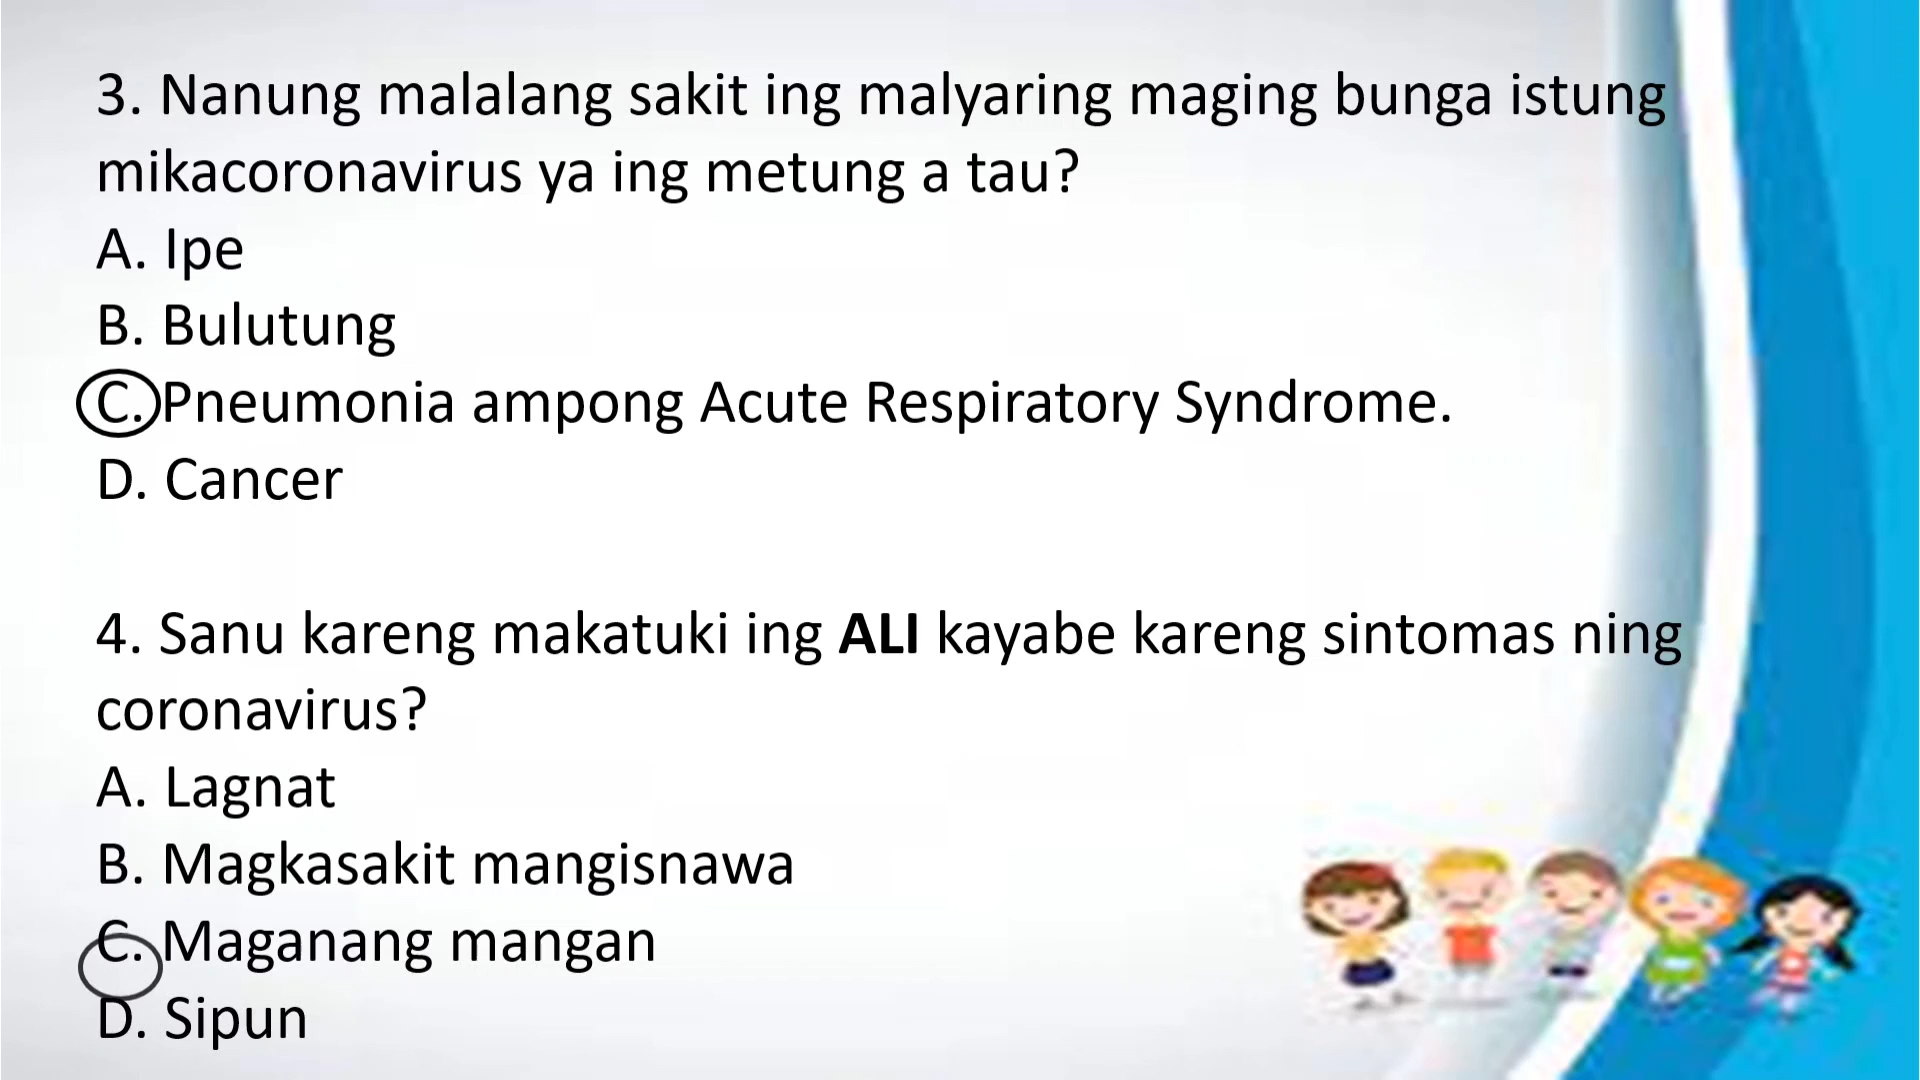 3. Nanung malalang sakit ing malyaring maging bunga istung
mikacoronavirus ya ing metung a tau?
A. Ipe
B. Bulutung
C. Pneumonia ampong Acute Respiratory Syndrome.
D. Cancer
4. Sanu kareng makatuki ing ALI kayabe kareng sintomas ning
coronavirus?
A. Lagnat
B. Magkasakit mangisnawa
C. Maganang mangan
D. Sipun